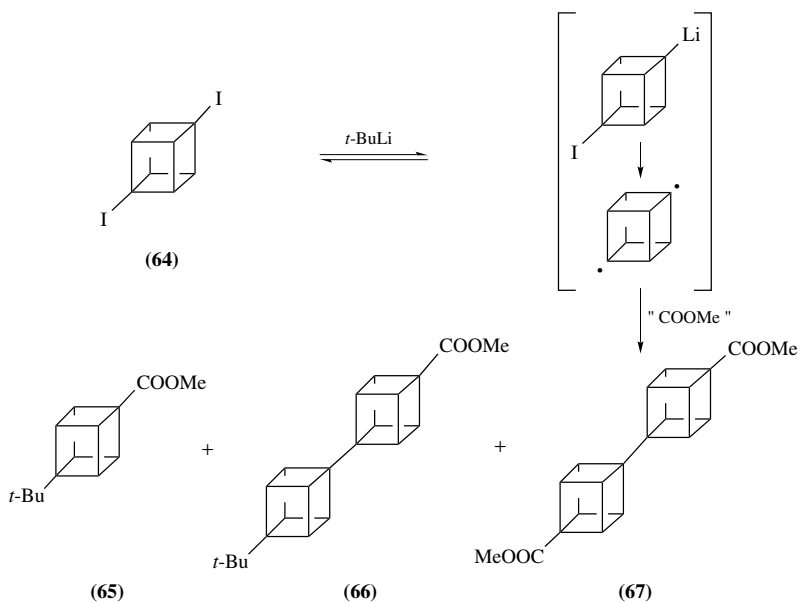 I
I
(64)
t-BuLi
Li
I
" COOMe "
COOMe
t-Bu
(65)
+
COOMe
t-Bu
(66)
+
COOMe
MeOOC
(67)